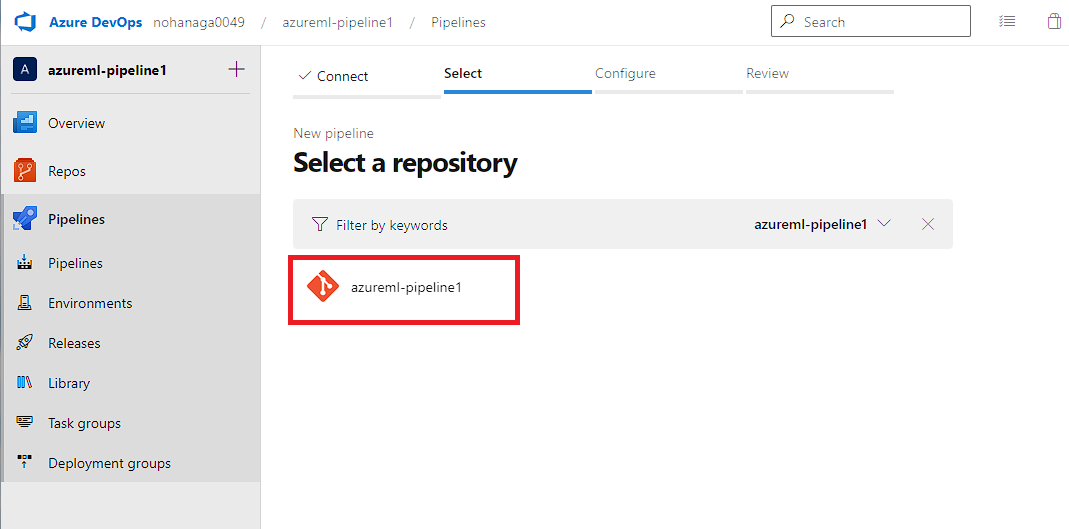 Azure DevOps nohanaga0049 / azureml-pipeline1 / Pipelines Search
A azureml-pipeline1
Overview
Repos
Pipelines
Pipelines
Environments
Releases
Library
Task groups
Deployment groups
Connect Select Configure Review
New pipeline
Select a repository
Filter by keywords azureml-pipeline1
azureml-pipeline1